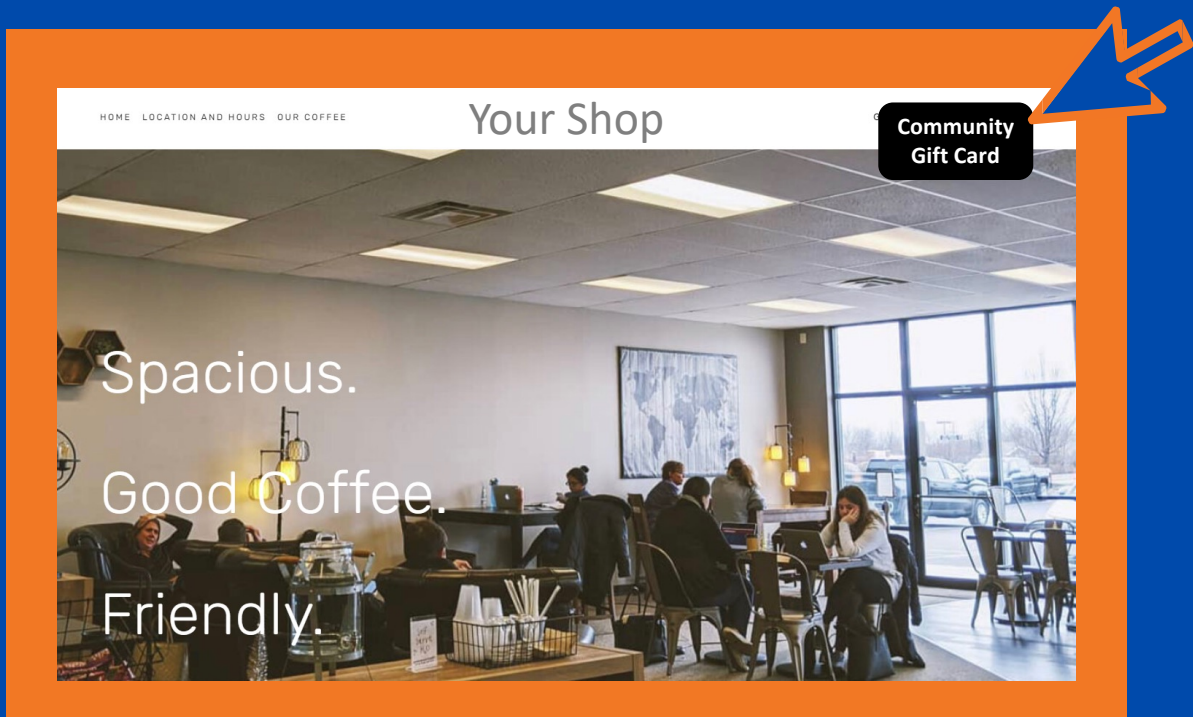 HOME LOCATION AND HOURS OUR COFFEE
Your Shop
Community
Gift Card
Spacious.
Good Coffee.
Friendly.